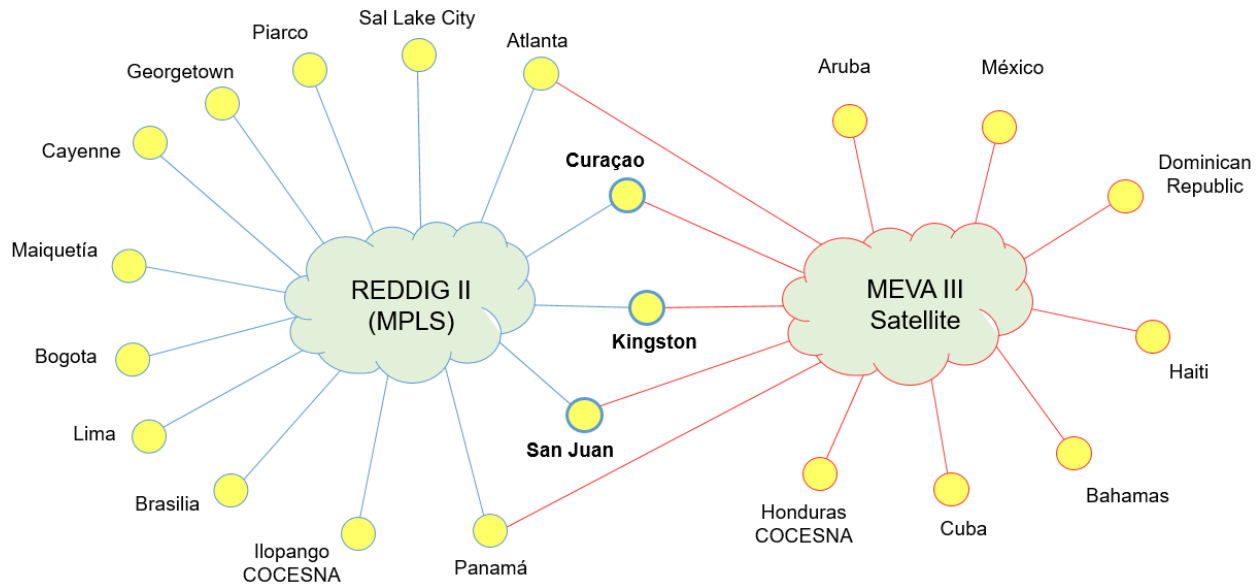 Sal Lake City
Piarco
Atlanta
Georgetown
Cayenne
Maiquetía
Bogota
Lima
Brasilia
Ilopango
COCESNA
Panamá
REDDIG II
(MPLS)
Curaçao
Kingston
San Juan
MEVA III
Satellite
Aruba
México
Dominican
Republic
Haiti
Bahamas
Cuba
Honduras
COCESNA